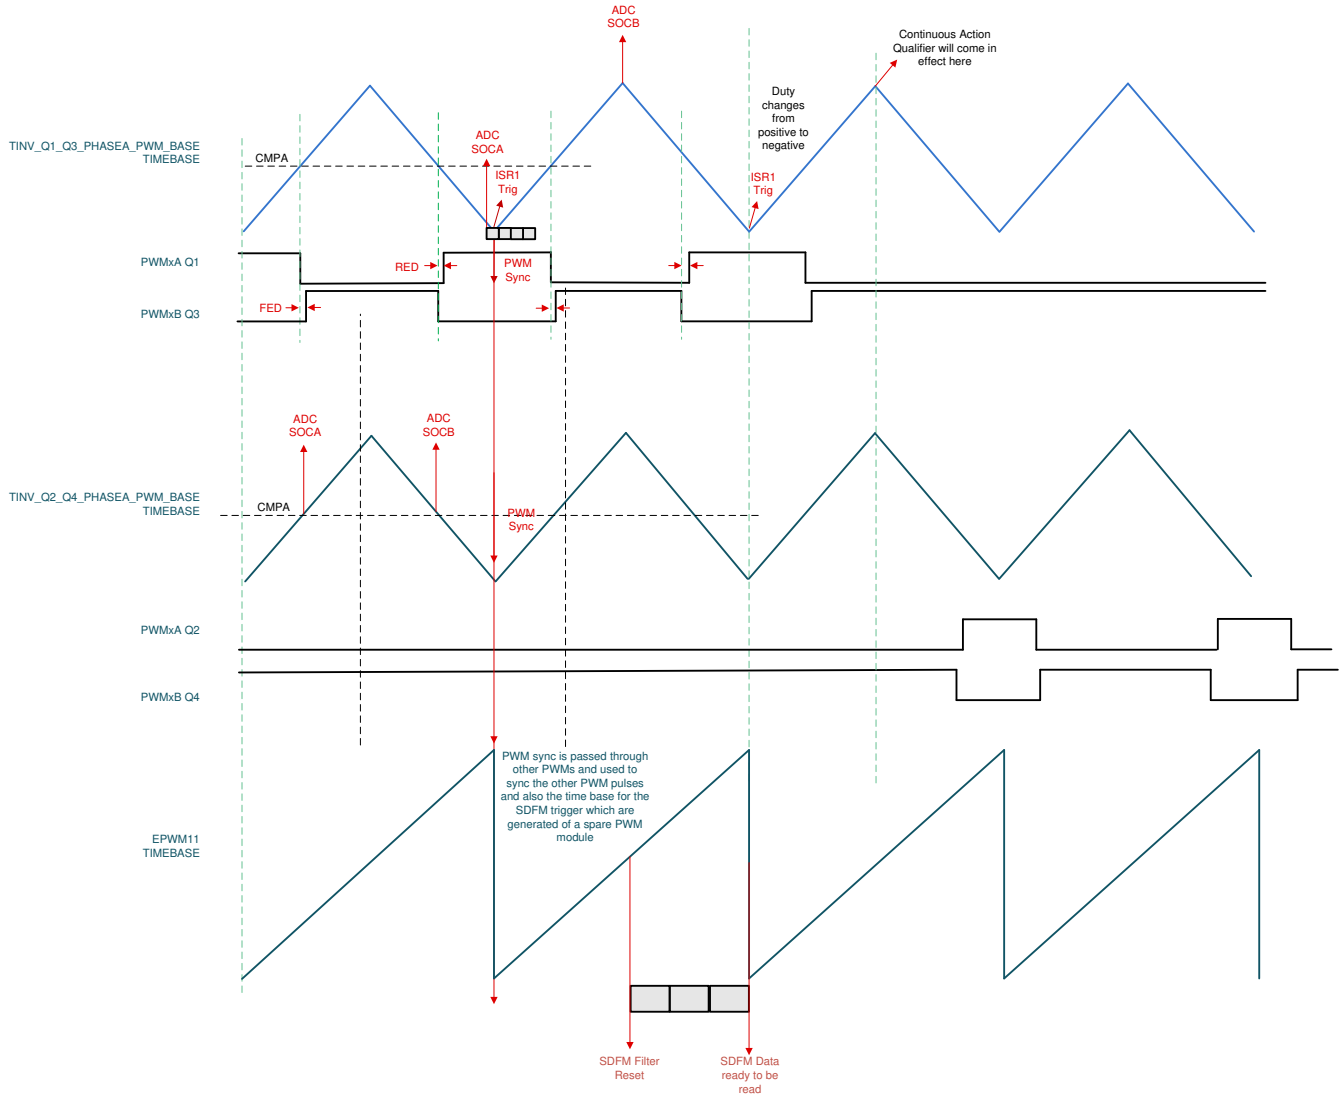 ADC
SOCB
Continuous Action
Qualifier will come in
effect here
Duty
changes
from
positive to
negative
TINV_Q1_Q3_PHASEA_PWM_BASE
TIMEBASE
CMPA
ADC
SOCA
ISR1
Trig
ISR1
Trig
PWMxA Q1
RED
PWM
Sync
FED
PWMxB Q3
ADC
SOCA
ADC
SOCB
TINV_Q2_Q4_PHASEA_PWM_BASE
TIMEBASE
CMPA
PWM
Sync
PWMxA Q2
PWMxB Q4
PWM sync is passed through
other PWMs and used to
sync the other PWM pulses
and also the time base for the
SDFM trigger which are
generated of a spare PWM
module
EPWM11
TIMEBASE
SDFM Filter
Reset
SDFM Data
ready to be
read